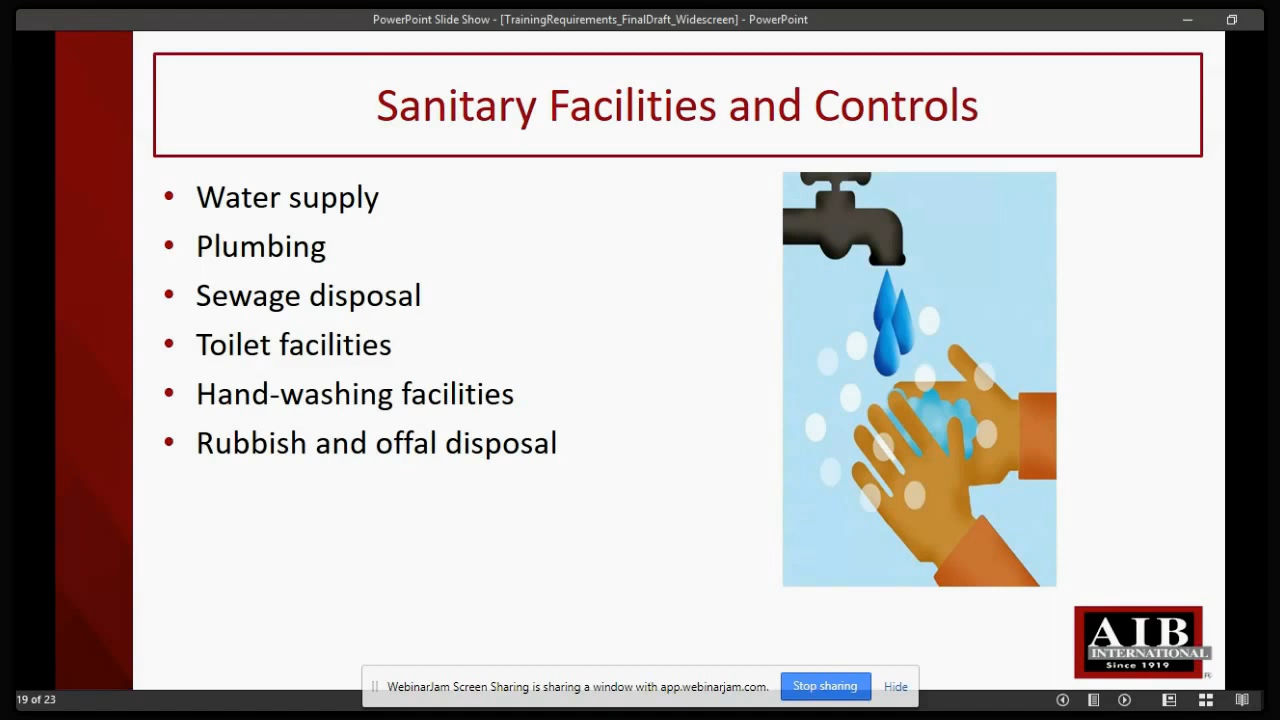 PowerPoint Slide Show - [TrainingRequirements_FinalDraft_Widescreen] - PowerPoint
Sanitary Facilities and Controls
• Water supply
• Plumbing
• Sewage disposal
• Toilet facilities
• Hand-washing facilities
• Rubbish and offal disposal
AIB
INTERNATIONAL
Since 1919
WebinarJam Screen Sharing is sharing a window with app.webinarjam.com.
Stop sharing
Hide
19 of 23